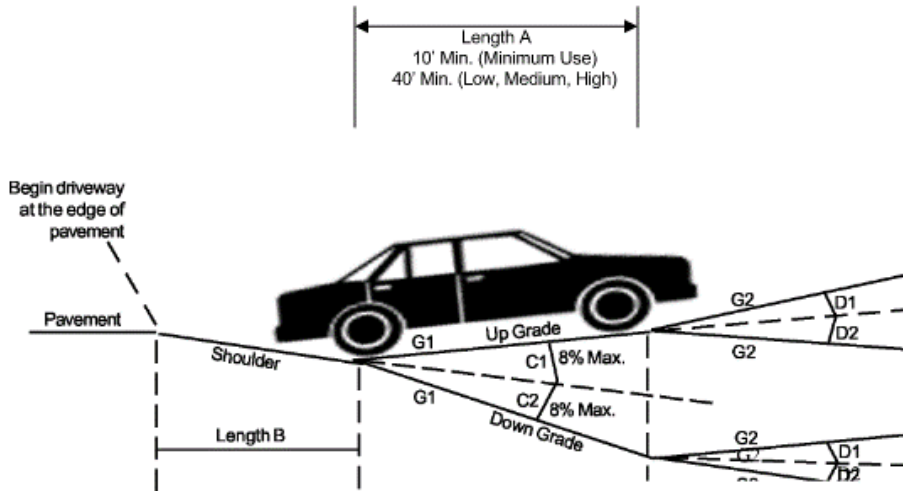 Length A
10' Min. (Minimum Use)
40' Min. (Low, Medium, High)
Begin driveway
at the edge of
pavement
Pavement
Shoulder
G1
Up Grade
G2
D1
D2
G2
C1
8% Max.
G1
C2
8% Max.
Down Grade
Length B
G2
G2
D1
D2